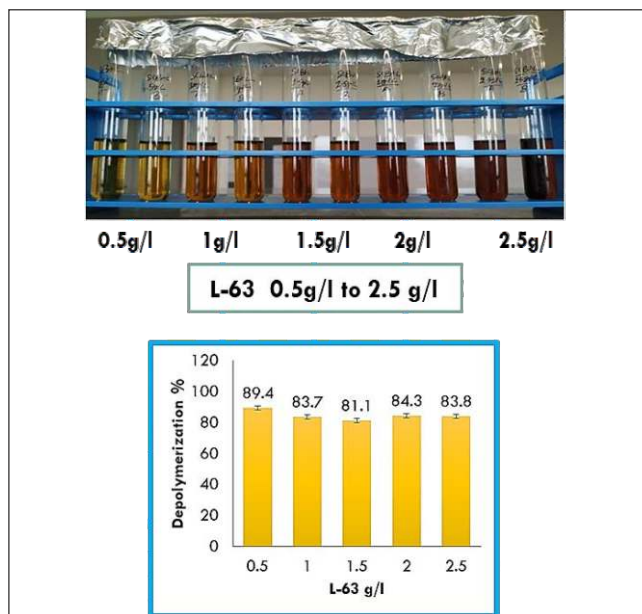 0.5g/l 1g/l 1.5g/l 2g/l 2.5g/l
L-63 0.5g/l to 2.5 g/l
120
100
80
60
40
20
0
Depolymerization %
89.4 83.7 81.1 84.3 83.8
0.5 1 1.5 2 2.5
L-63 g/l